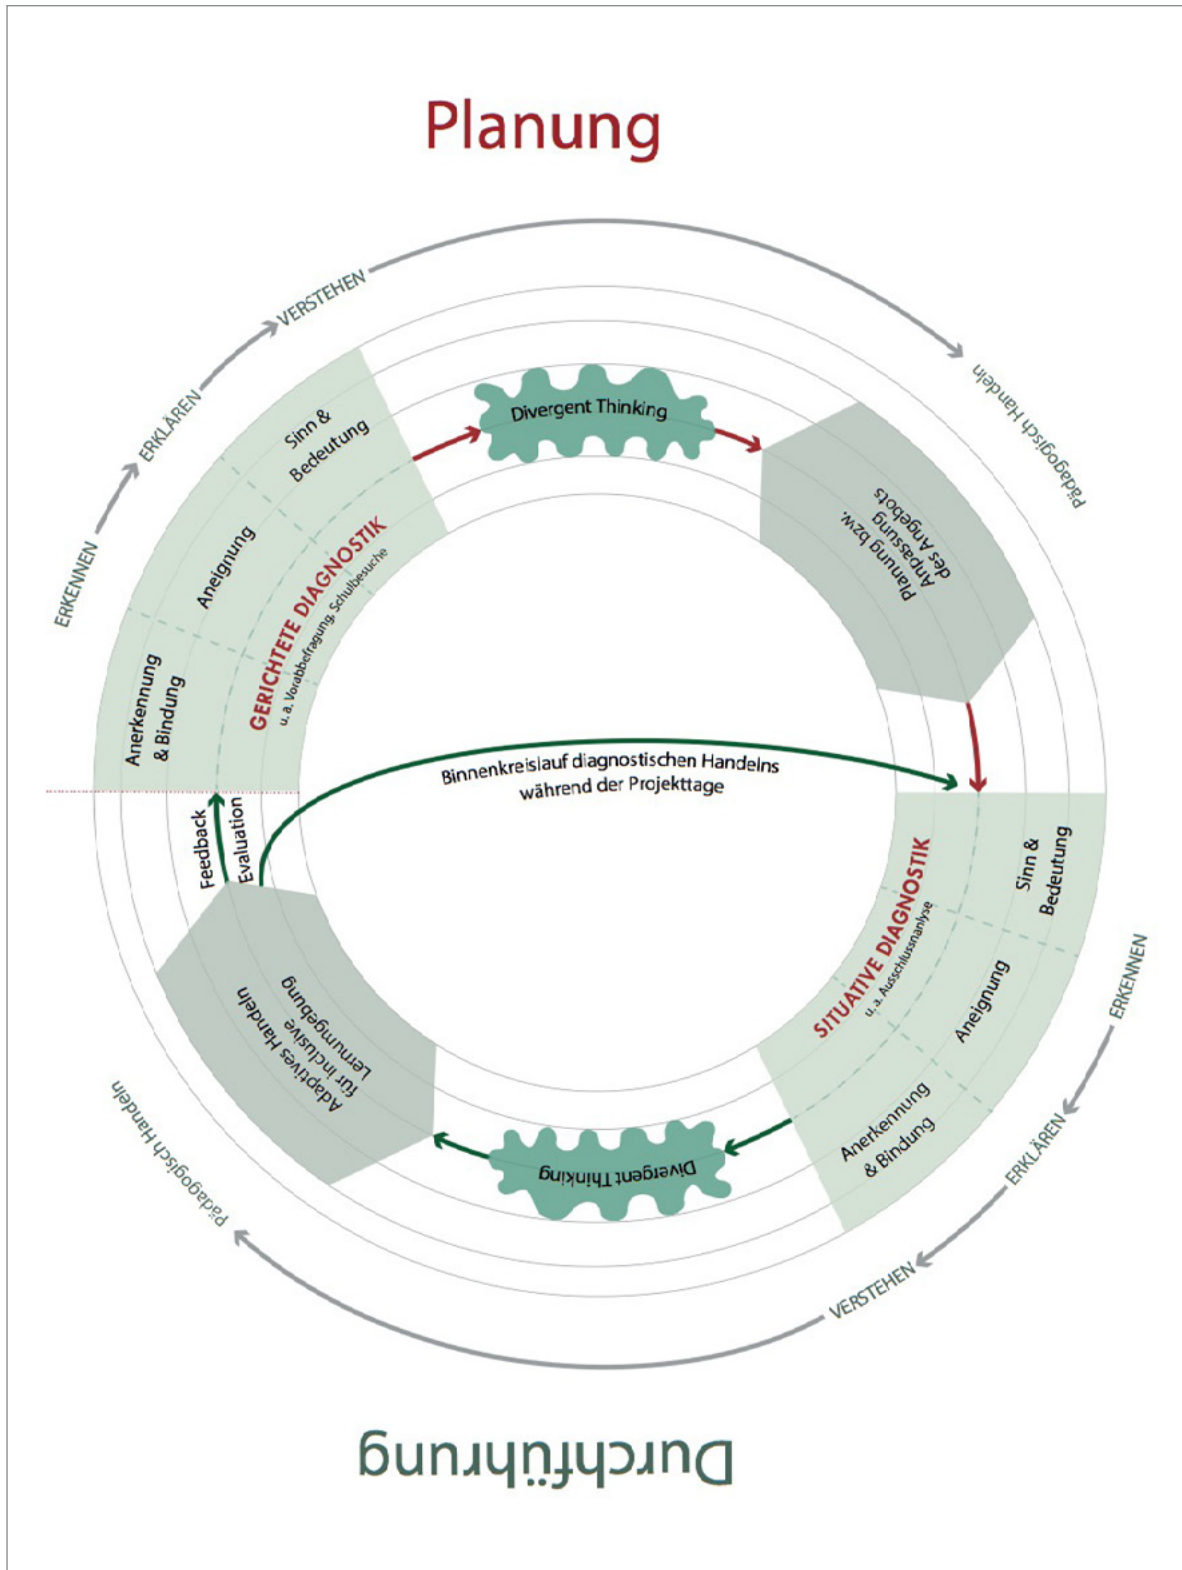 Planung
ERKENNEN
ERKLÄREN
VERSTEHEN
Pädagogisch Handeln
Anerkennung
& Bindung
Aneignung
Sinn &
Bedeutung
GERICHTETE DIAGNOSTIK
u. a. Vorabbefragung, Schulbesuche
Divergent Thinking
Planung bzw.
Anpassung
des Angebots
Binnenkreislauf diagnostischen Handelns
während der Projekttage
Feedback
Evaluation
Sinn &
Bedeutung
Aneignung
Anerkennung
& Bindung
SITUATIVE DIAGNOSTIK
u. a. Ausschlussnanlyse
ERKENNEN
ERKLÄREN
VERSTEHEN
Pädagogisch Handeln
Divergent Thinking
Adaptives Handeln
für inclusive
Lernumgebung
Durchführung